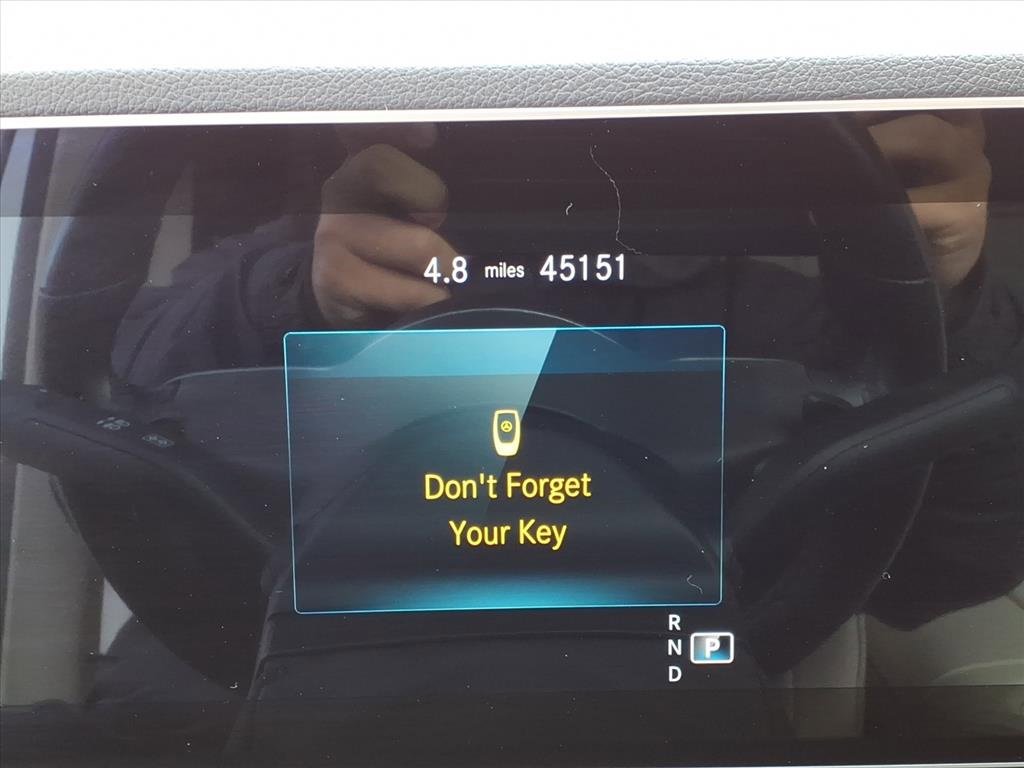 4.8 miles 45151
Don't Forget
Your Key
R
N P
D